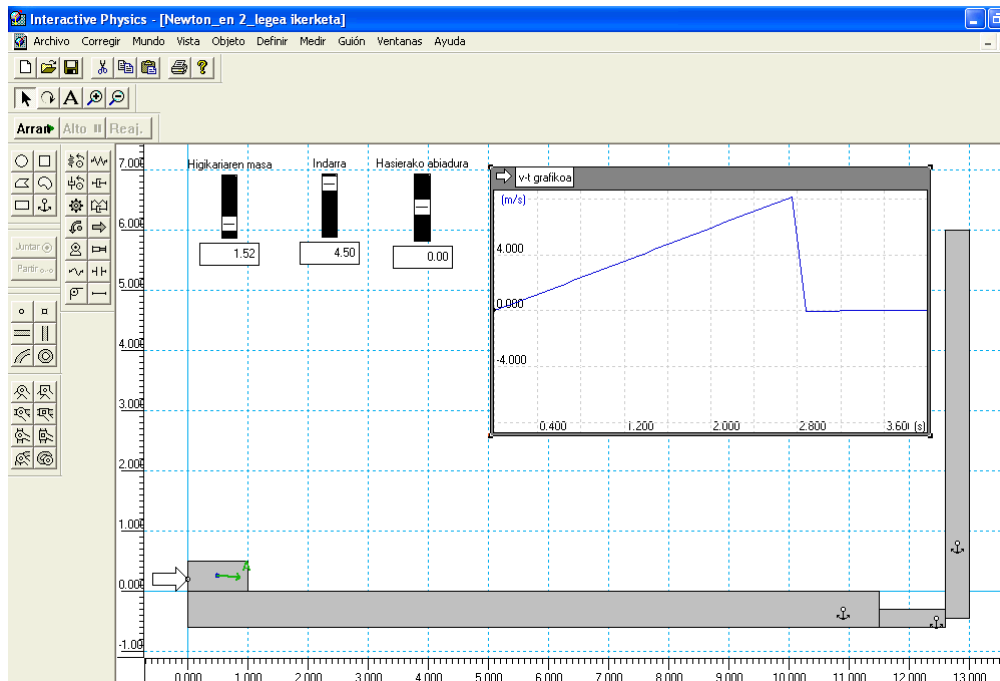 Interactive Physics - [Newton_en 2_legea ikerketa]
Archivo Corregir Mundo Vista Objeto Definir Medir Guión Ventanas Ayuda
Arran
Alto
Reaj.
Juntar
Partir
Higikariaren masa
Indarra
Hasierako abiadura
1.52
4.50
0.00
v-t grafikoa
(m/s)
4.000
0.000
-4.000
0.400 1.200 2.000 2.800 3.60 (s)
7.000
6.000
5.000
4.000
3.000
2.000
1.000
0.000
-1.00
A
0.000 1.000 2.000 3.000 4.000 5.000 6.000 7.000 8.000 9.000 10.000 11.000 12.000 13.000